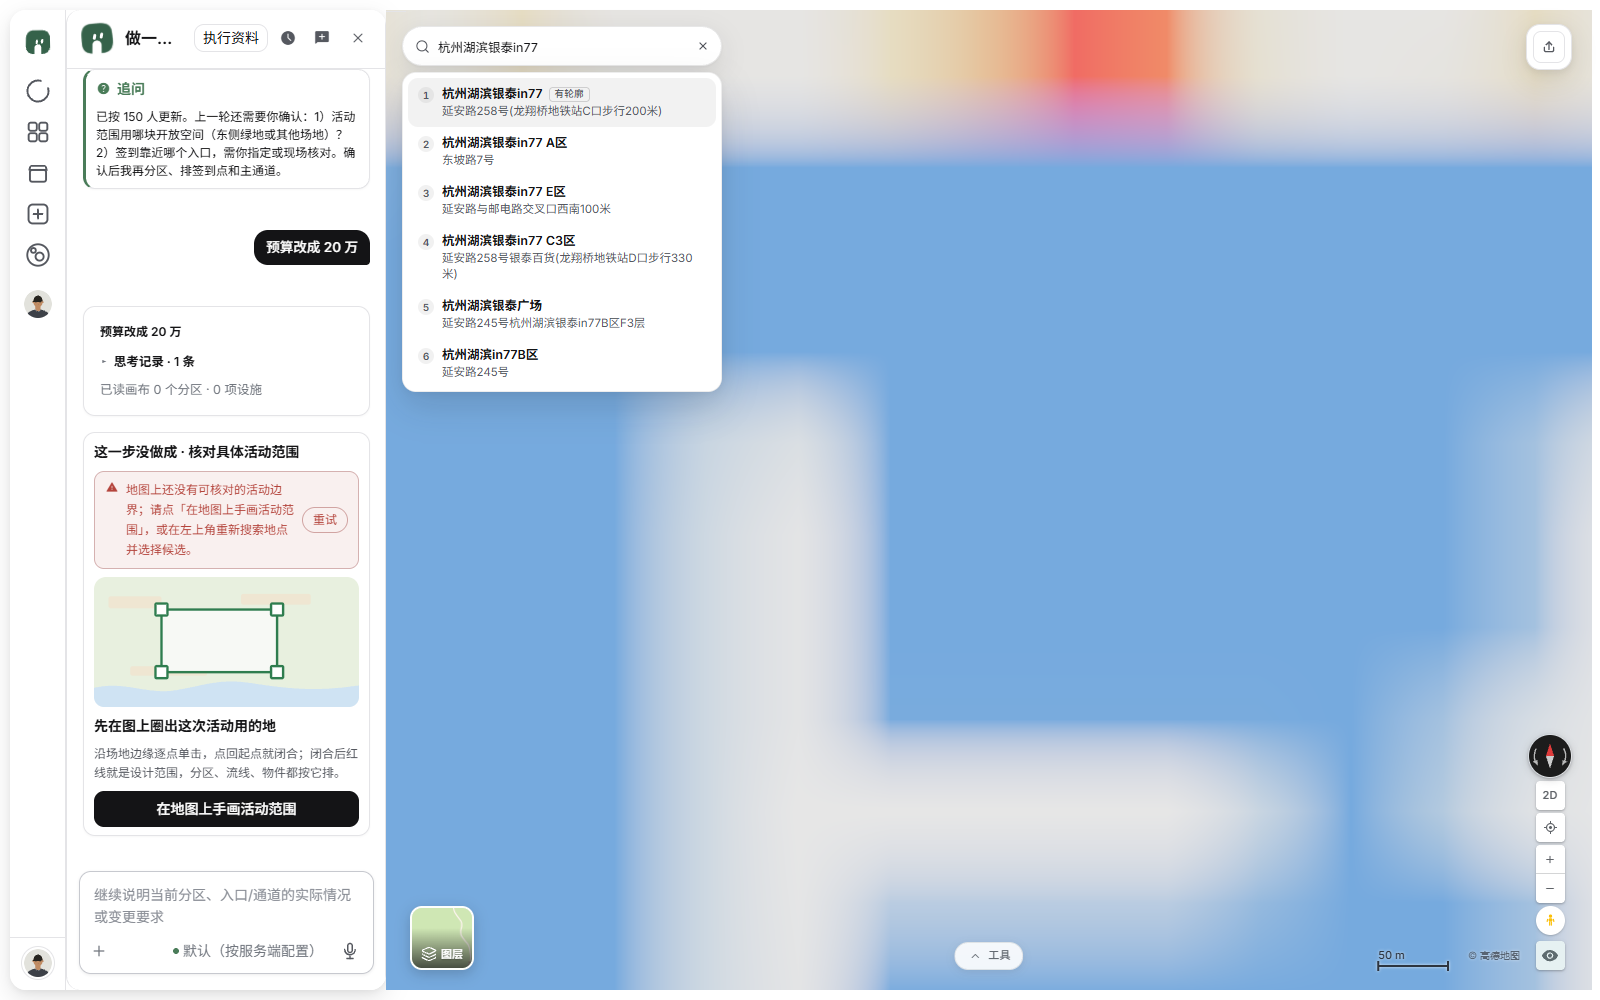 做一...
执行资料
追问
已按 150 人更新。上一轮还需要你确认：1）活动
范围用哪块开放空间（东侧绿地或其他场地）？
2）签到靠近哪个入口，需你指定或现场核对。确
认后我再分区、排签到点和主通道。
预算改成 20 万
预算改成 20 万
思考记录 · 1 条
已读画布 0 个分区 · 0 项设施
这一步没做成 · 核对具体活动范围
地图上还没有可核对的活动边
界；请点「在地图上手画活动范
围」，或在左上角重新搜索地点
并选择候选。
重试
先在图上圈出这次活动用的地
沿场地边缘逐点单击，点回起点就闭合；闭合后红
线就是设计范围，分区、流线、物件都按它排。
在地图上手画活动范围
继续说明当前分区、入口/通道的实际情况
或变更要求
默认（按服务端配置）
杭州湖滨银泰in77
1 杭州湖滨银泰in77 有轮廓
延安路258号(龙翔桥地铁站C口步行200米)
2 杭州湖滨银泰in77 A区
东坡路7号
3 杭州湖滨银泰in77 E区
延安路与邮电路交叉口西南100米
4 杭州湖滨银泰in77 C3区
延安路258号银泰百货(龙翔桥地铁站D口步行330
米)
5 杭州湖滨银泰广场
延安路245号杭州湖滨银泰in77B区F3层
6 杭州湖滨in77B区
延安路245号
图层
工具
50 m
© 高德地图
2D